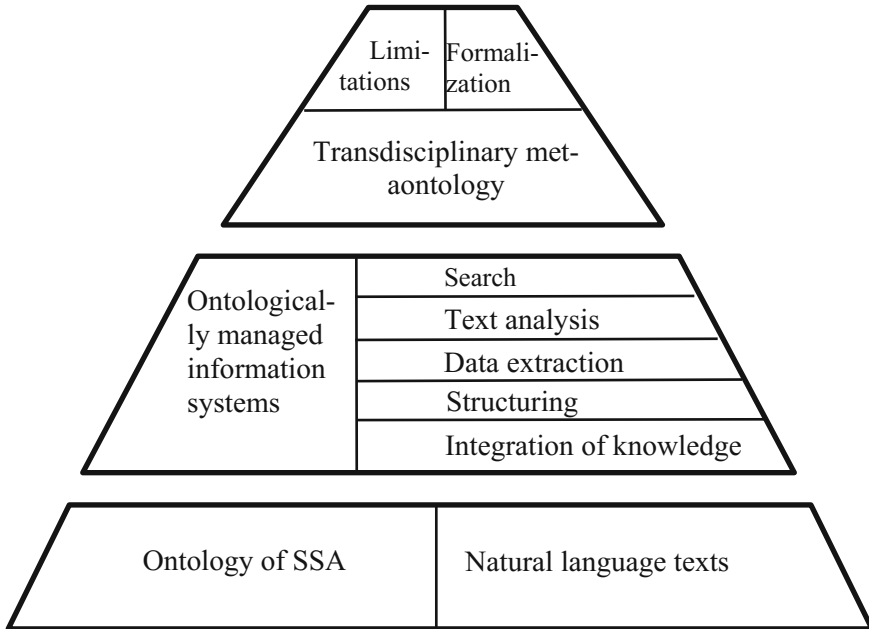 Limi-
tations
Formali-
zation
Transdisciplinary met-
aontology
Ontological-
ly managed
information
systems
Search
Text analysis
Data extraction
Structuring
Integration of knowledge
Ontology of SSA
Natural language texts